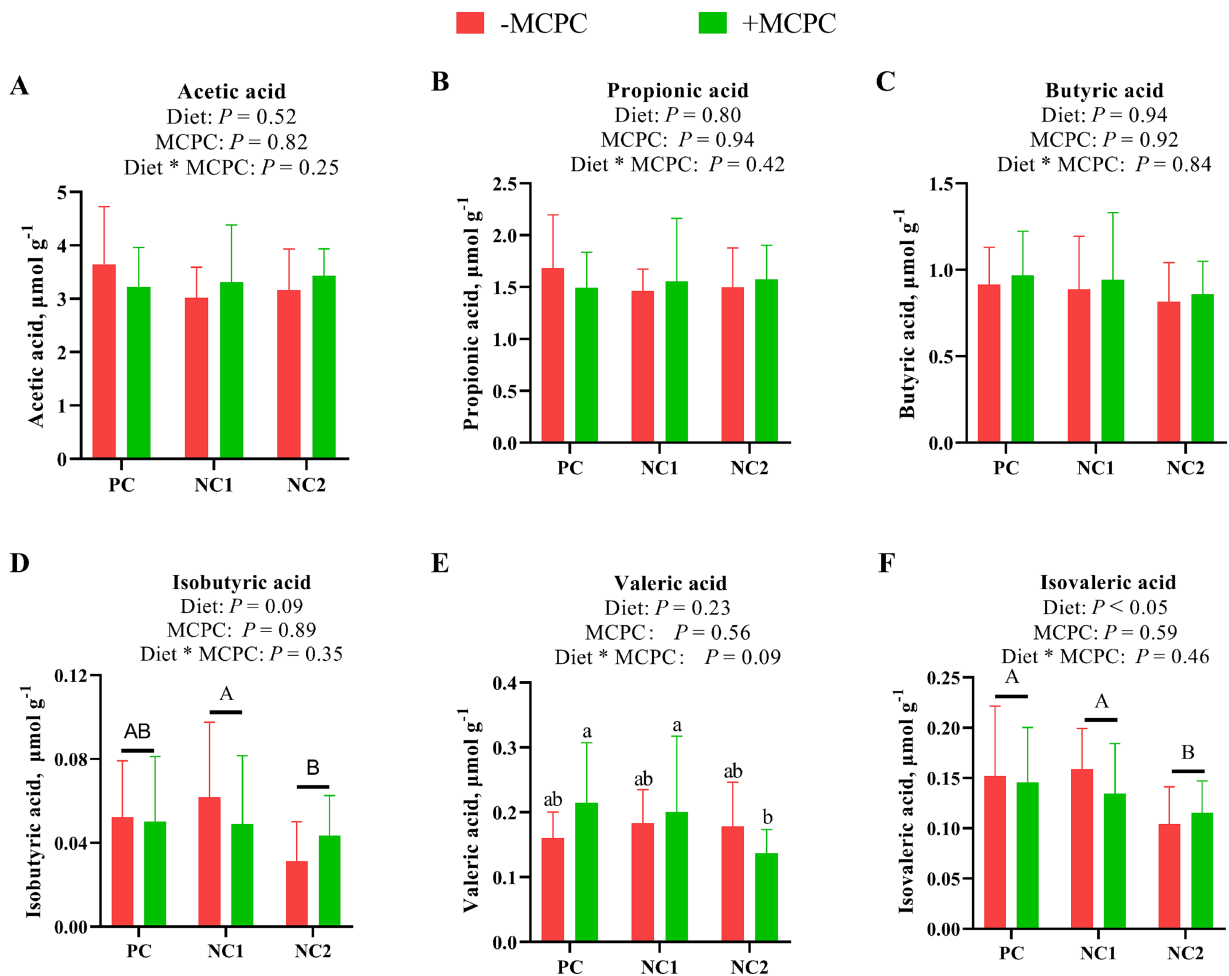 -MCPC
+MCPC
A
Acetic acid
Diet: P = 0.52
MCPC: P = 0.82
Diet * MCPC: P = 0.25
Acetic acid, µmol g⁻¹
5
4
3
2
1
0
PC
NC1
NC2
B
Propionic acid
Diet: P = 0.80
MCPC: P = 0.94
Diet * MCPC: P = 0.42
Propionic acid, µmol g⁻¹
2.5
2.0
1.5
1.0
0.5
0.0
PC
NC1
NC2
C
Butyric acid
Diet: P = 0.94
MCPC: P = 0.92
Diet * MCPC: P = 0.84
Butyric acid, µmol g⁻¹
1.5
1.0
0.5
0.0
PC
NC1
NC2
D
Isobutyric acid
Diet: P = 0.09
MCPC: P = 0.89
Diet * MCPC: P = 0.35
Isobutyric acid, µmol g⁻¹
0.12
0.08
0.04
0.00
AB
A
B
PC
NC1
NC2
E
Valeric acid
Diet: P = 0.23
MCPC: P = 0.56
Diet * MCPC: P = 0.09
Valeric acid, µmol g⁻¹
0.4
0.3
0.2
0.1
0.0
ab
a
ab
a
ab
b
PC
NC1
NC2
F
Isovaleric acid
Diet: P < 0.05
MCPC: P = 0.59
Diet * MCPC: P = 0.46
Isovaleric acid, µmol g⁻¹
0.25
0.20
0.15
0.10
0.05
0.00
A
A
B
PC
NC1
NC2